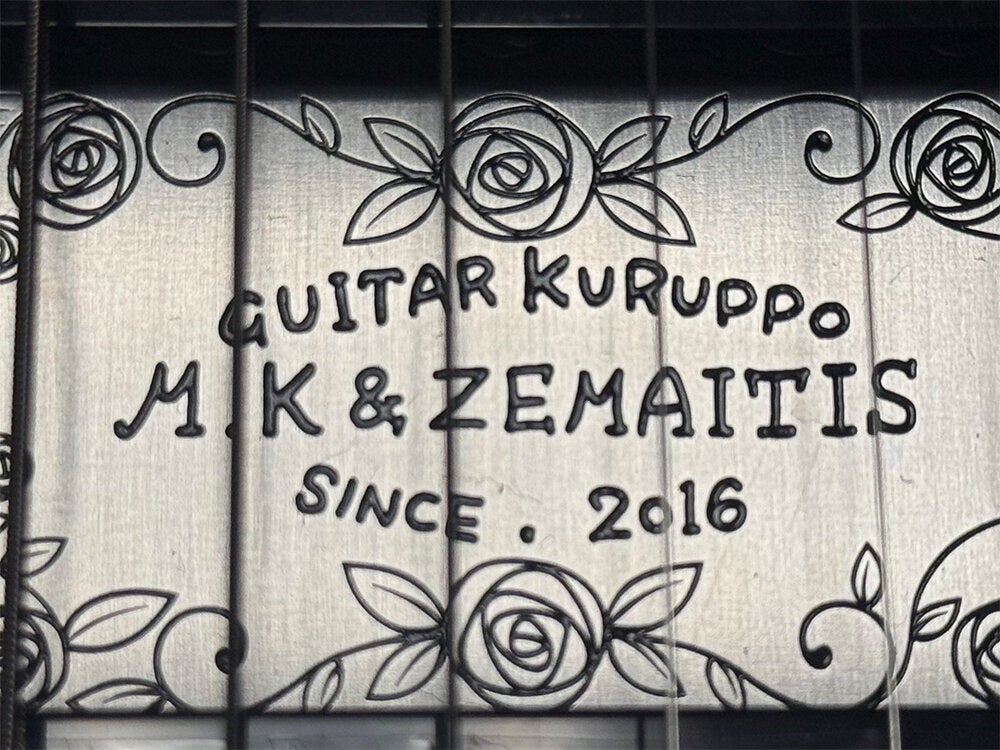 GUITAR KURUPPO
M.K & ZEMAITIS
SINCE. 2016